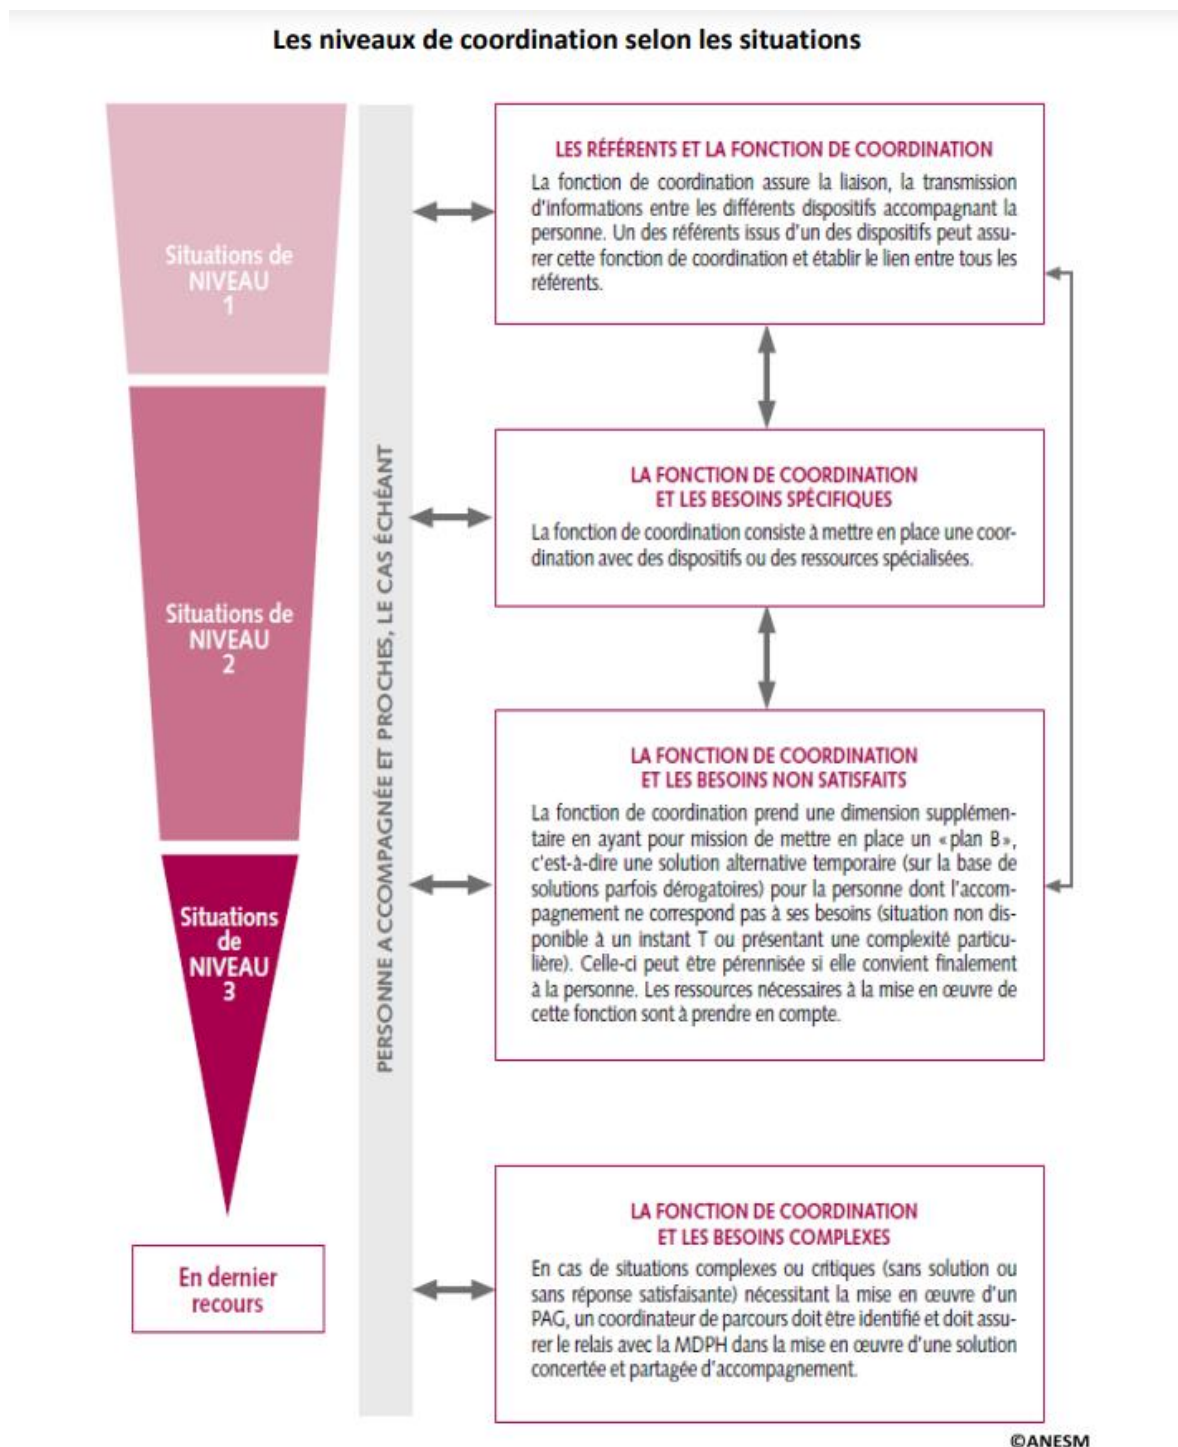 Les niveaux de coordination selon les situations
Situations de
NIVEAU
1
Situations de
NIVEAU
2
Situations
de
NIVEAU
3
En dernier
recours
PERSONNE ACCOMPAGNÉE ET PROCHES, LE CAS ÉCHÉANT
LES RÉFÉRENTS ET LA FONCTION DE COORDINATION
La fonction de coordination assure la liaison, la transmission
d'informations entre les différents dispositifs accompagnant la
personne. Un des référents issus d'un des dispositifs peut assu-
rer cette fonction de coordination et établir le lien entre tous les
référents.
LA FONCTION DE COORDINATION
ET LES BESOINS SPÉCIFIQUES
La fonction de coordination consiste à mettre en place une coor-
dination avec des dispositifs ou des ressources spécialisées.
LA FONCTION DE COORDINATION
ET LES BESOINS NON SATISFAITS
La fonction de coordination prend une dimension supplémen-
taire en ayant pour mission de mettre en place un «plan B»,
c'est-à-dire une solution alternative temporaire (sur la base de
solutions parfois dérogatoires) pour la personne dont l'accom-
pagnement ne correspond pas à ses besoins (situation non dis-
ponible à un instant T ou présentant une complexité particu-
lière). Celle-ci peut être pérennisée si elle convient finalement
à la personne. Les ressources nécessaires à la mise en œuvre de
cette fonction sont à prendre en compte.
LA FONCTION DE COORDINATION
ET LES BESOINS COMPLEXES
En cas de situations complexes ou critiques (sans solution ou
sans réponse satisfaisante) nécessitant la mise en œuvre d'un
PAG, un coordinateur de parcours doit être identifié et doit assu-
rer le relais avec la MDPH dans la mise en œuvre d'une solution
concertée et partagée d'accompagnement.
©ANESM